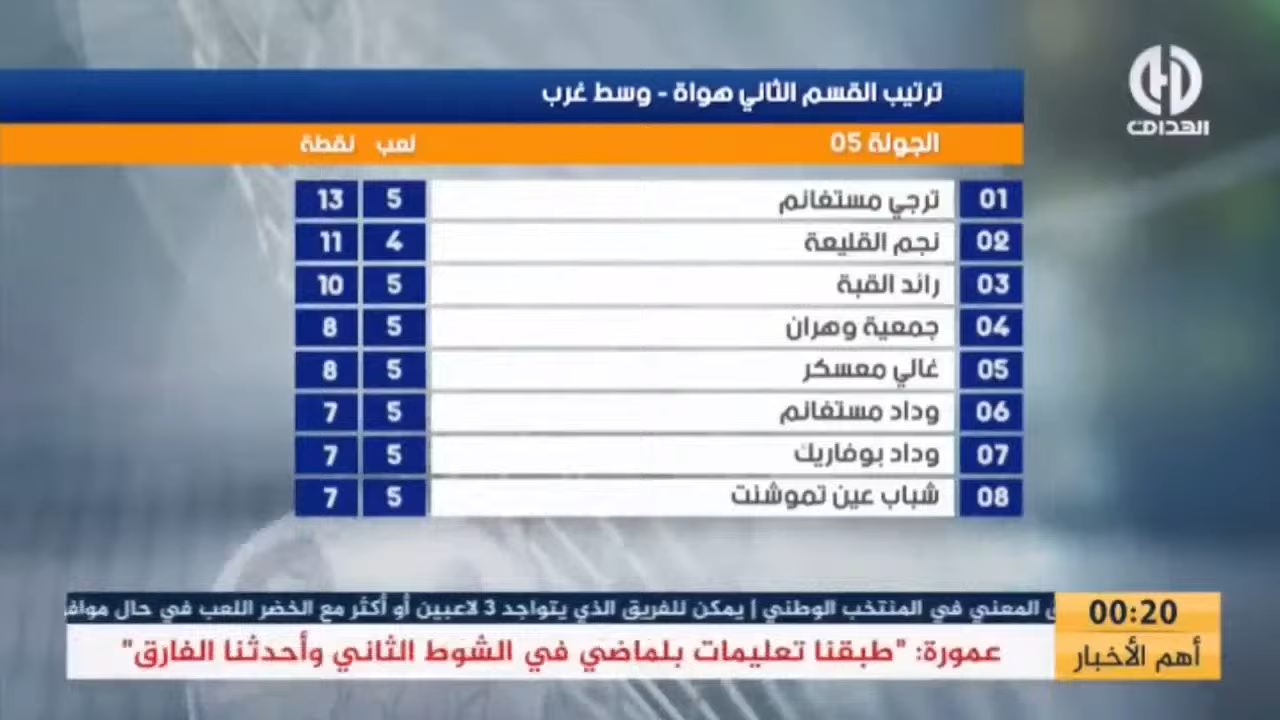 ترتيب القسم الثاني هواة - وسط غرب
الهداف
الجولة 05 لعب نقطة
01 ترجي مستغانم 5 13
02 نجم القليعة 4 11
03 رائد القبة 5 10
04 جمعية وهران 5 8
05 غالي معسكر 5 8
06 وداد مستغانم 5 7
07 وداد بوفاريك 5 7
08 شباب عين تموشنت 5 7
00:20
المعني في المنتخب الوطني | يمكن للفريق الذي يتواجد 3 لاعبين أو أكثر مع الخضر اللعب في حال
أهم الأخبار
عمورة: "طبقنا تعليمات بلماضي في الشوط الثاني وأحدثنا الفارق"